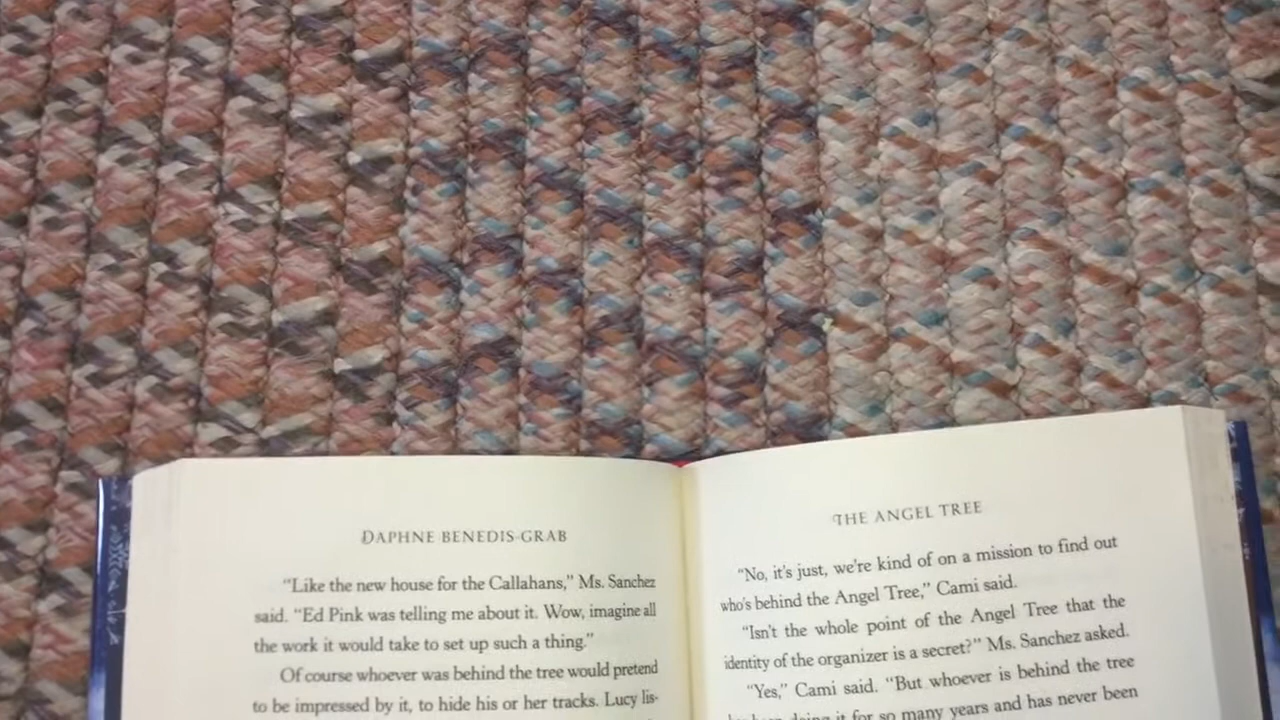 DAPHNE BENEDIS-GRAB
“Like the new house for the Callahans,” Ms. Sanchez
said. “Ed Pink was telling me about it. Wow, imagine all
the work it would take to set up such a thing.”
Of course whoever was behind the tree would pretend
to be impressed by it, to hide his or her tracks. Lucy lis-
THE ANGEL TREE
“No, it's just, we're kind of on a mission to find out
who's behind the Angel Tree,” Cami said.
“Isn't the whole point of the Angel Tree that the
identity of the organizer is a secret?” Ms. Sanchez asked.
“Yes,” Cami said. “But whoever is behind the tree
has been doing it for so many years and has never been